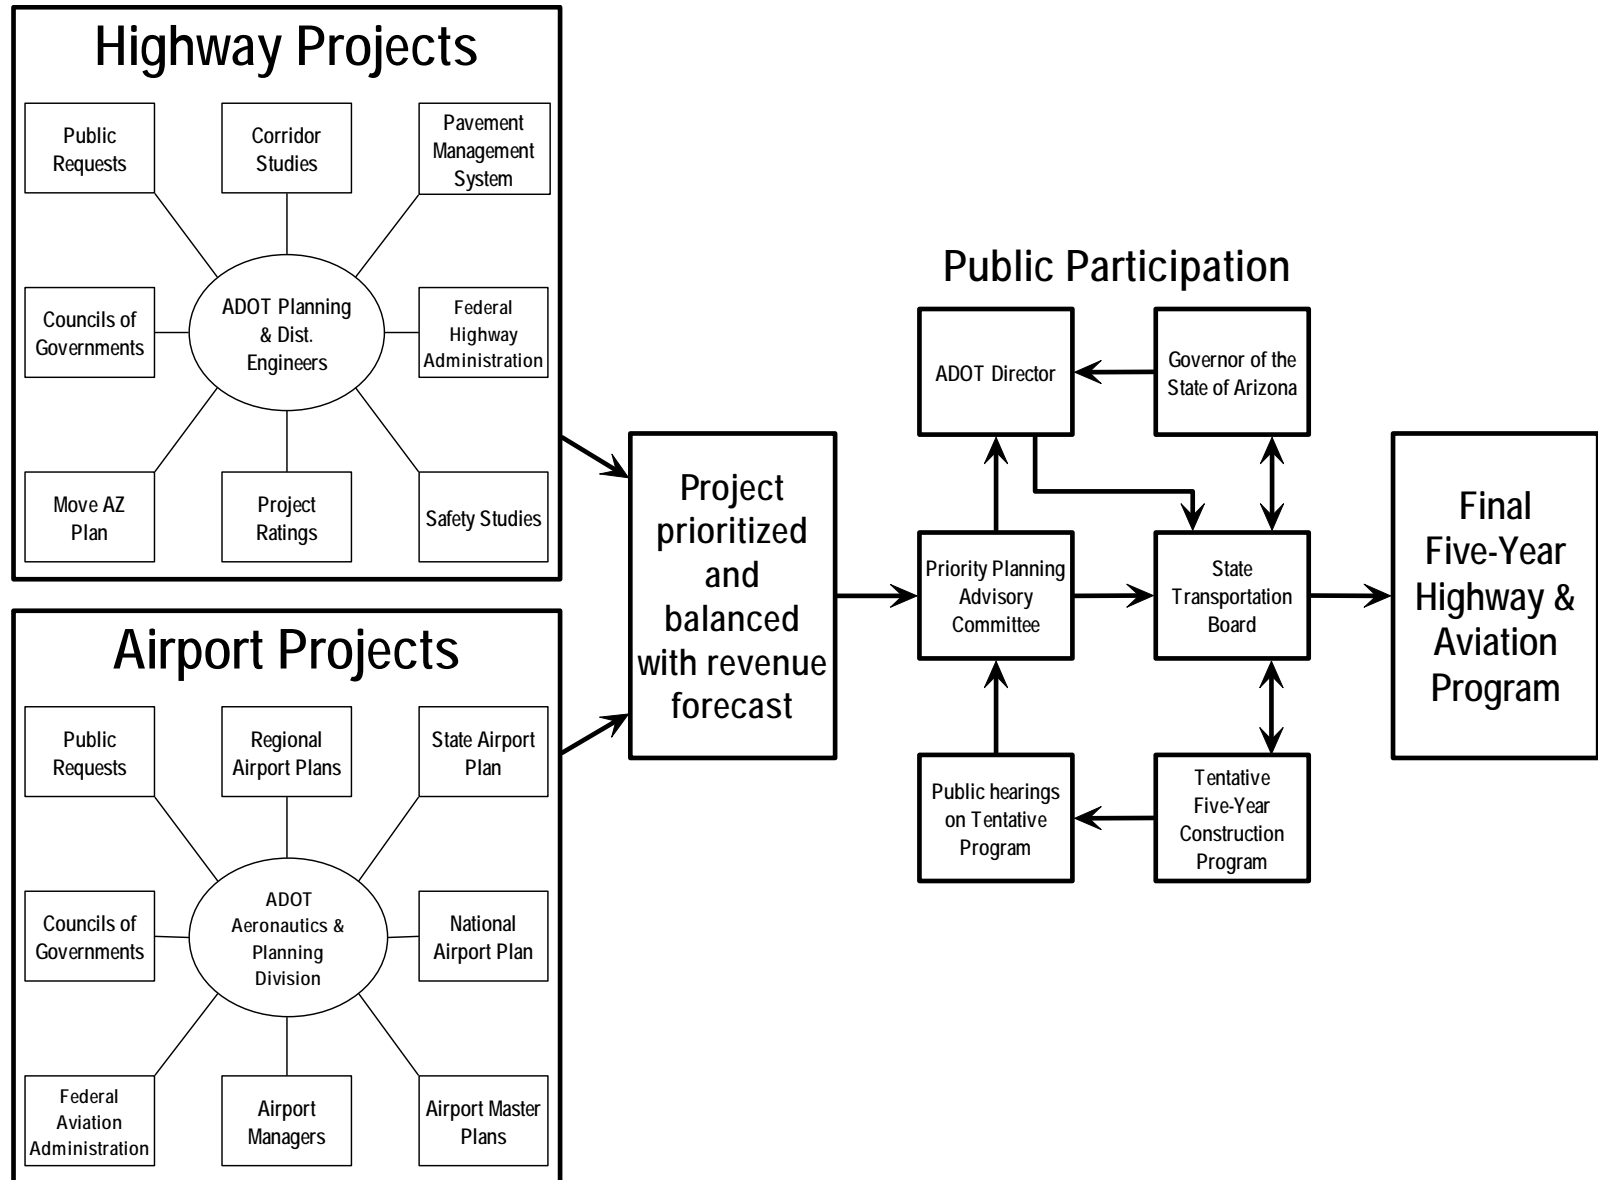 Highway Projects
Public
Requests
Corridor
Studies
Pavement
Management
System
Councils of
Governments
ADOT Planning
& Dist.
Engineers
Federal
Highway
Administration
Move AZ
Plan
Project
Ratings
Safety Studies
Airport Projects
Public
Requests
Regional
Airport Plans
State Airport
Plan
Councils of
Governments
ADOT
Aeronautics &
Planning
Division
National
Airport Plan
Federal
Aviation
Administration
Airport
Managers
Airport Master
Plans
Project
prioritized
and
balanced
with revenue
forecast
Public Participation
ADOT Director
Governor of the
State of Arizona
Priority Planning
Advisory
Committee
State
Transportation
Board
Public hearings
on Tentative
Program
Tentative
Five-Year
Construction
Program
Final
Five-Year
Highway &
Aviation
Program